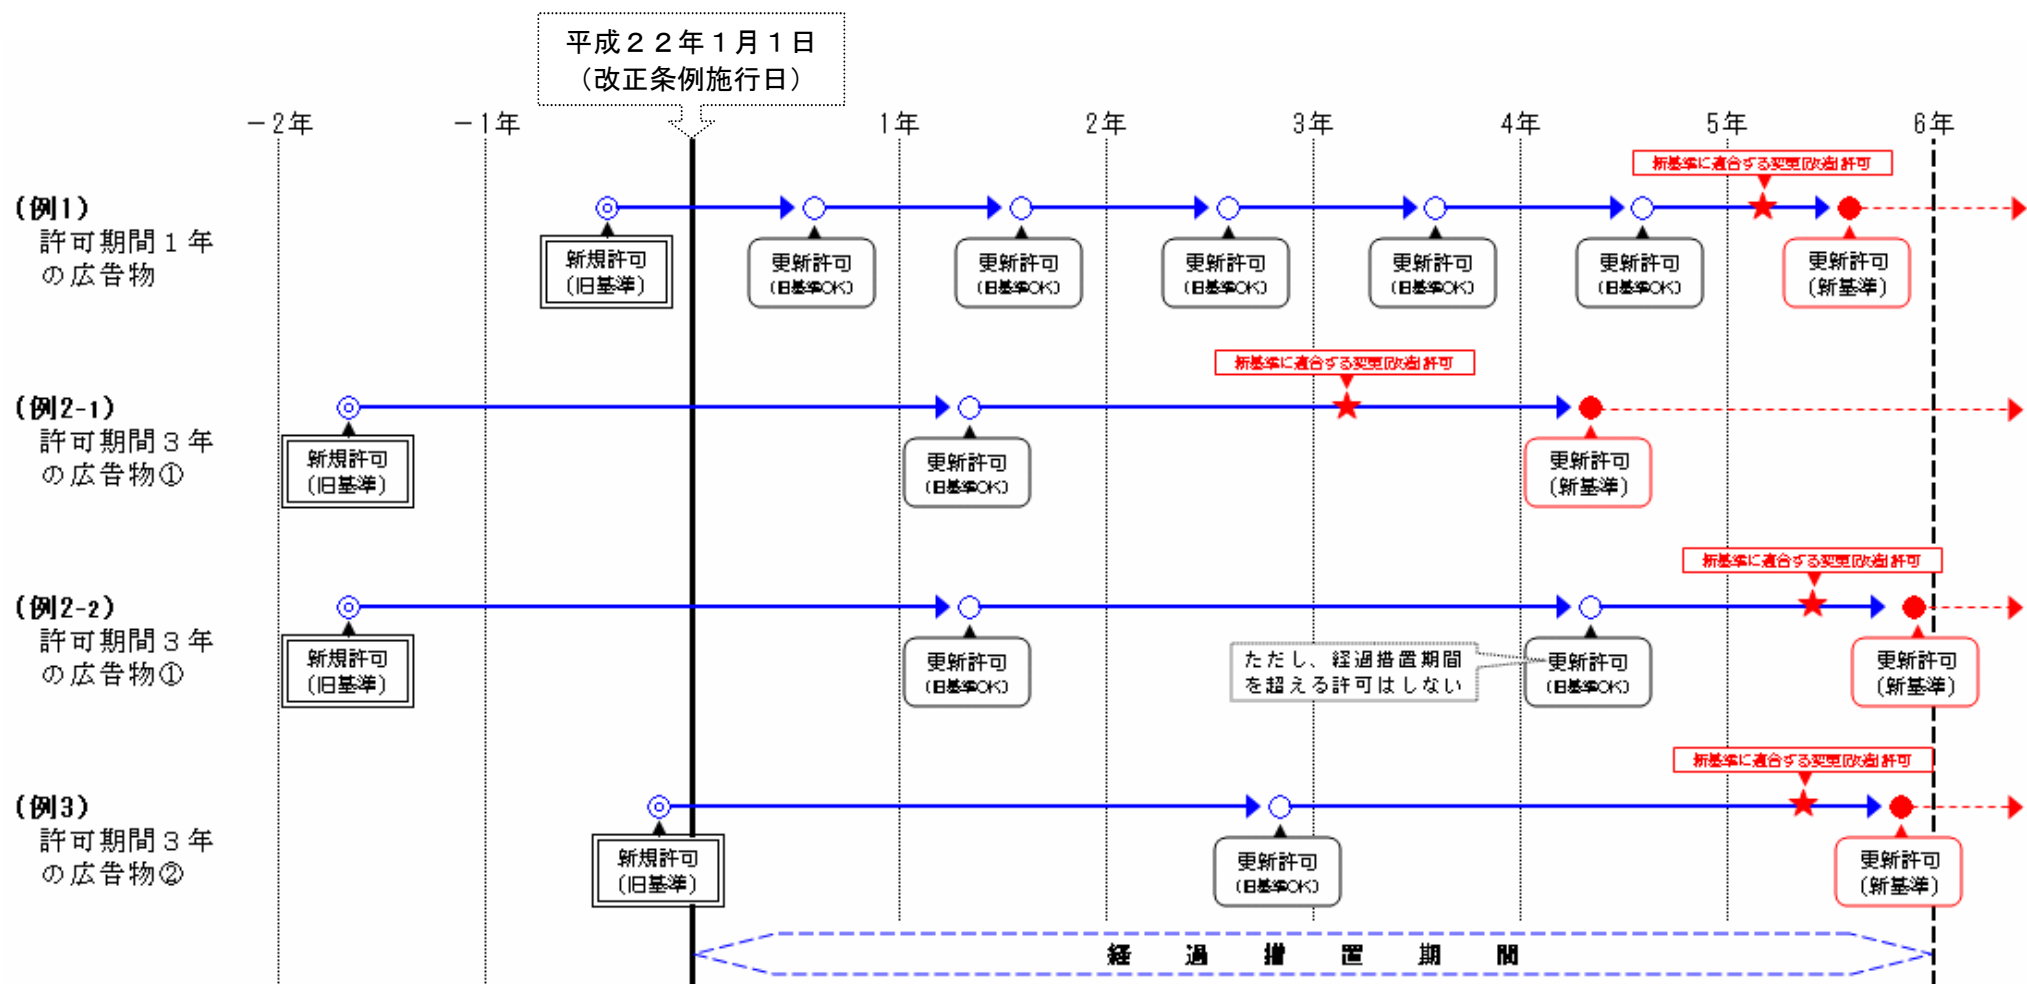 平成２２年１月１日
（改正条例施行日）
－2年
－1年
1年
2年
3年
4年
5年
6年
新基準に適合する変更(改造)許可
(例1)
許可期間１年
の広告物
新規許可
(旧基準)
更新許可
(旧基準OK)
更新許可
(旧基準OK)
更新許可
(旧基準OK)
更新許可
(旧基準OK)
更新許可
(旧基準OK)
更新許可
(新基準)
新基準に適合する変更(改造)許可
(例2-1)
許可期間３年
の広告物①
新規許可
(旧基準)
更新許可
(旧基準OK)
更新許可
(新基準)
新基準に適合する変更(改造)許可
(例2-2)
許可期間３年
の広告物①
新規許可
(旧基準)
更新許可
(旧基準OK)
ただし、経過措置期間
を超える許可はしない
更新許可
(旧基準OK)
更新許可
(新基準)
新基準に適合する変更(改造)許可
(例3)
許可期間３年
の広告物②
新規許可
(旧基準)
更新許可
(旧基準OK)
更新許可
(新基準)
経過措置期間